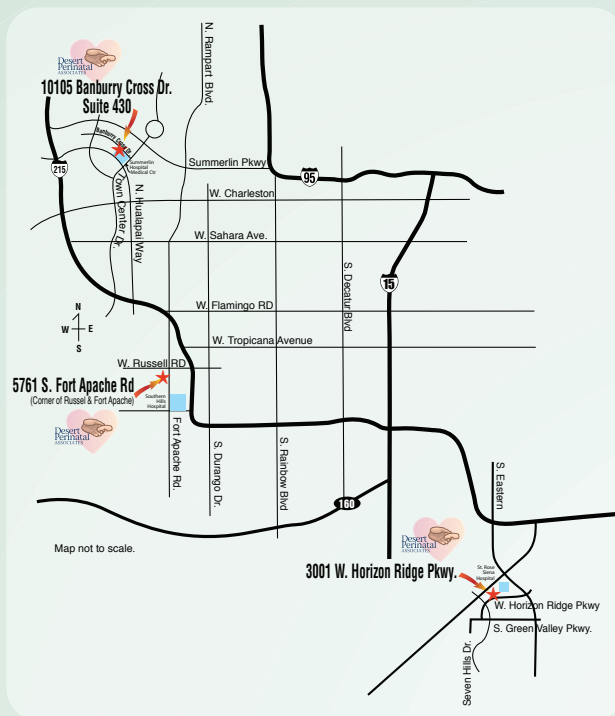 Desert
Perinatal
ASSOCIATES
10105 Banburry Cross Dr.
Suite 430
N. Rampart Blvd.
Banburry Cross Dr.
215
Summerlin
Hospital
Medical Ctr
Summerlin Pkwy
95
Town Center Dr.
N. Hualapai Way
W. Charleston
W. Sahara Ave.
S. Decatur Blvd
15
N
W E
S
W. Flamingo RD
W. Tropicana Avenue
W. Russell RD
5761 S. Fort Apache Rd
(Corner of Russel & Fort Apache)
Southern
Hills
Hospital
Desert
Perinatal
ASSOCIATES
Fort Apache Rd.
S. Durango Dr.
S. Rainbow Blvd
S. Eastern
160
Map not to scale.
Desert
Perinatal
ASSOCIATES
3001 W. Horizon Ridge Pkwy.
St. Rose
Siena
Hospital
W. Horizon Ridge Pkwy
S. Green Valley Pkwy.
Seven Hills Dr.